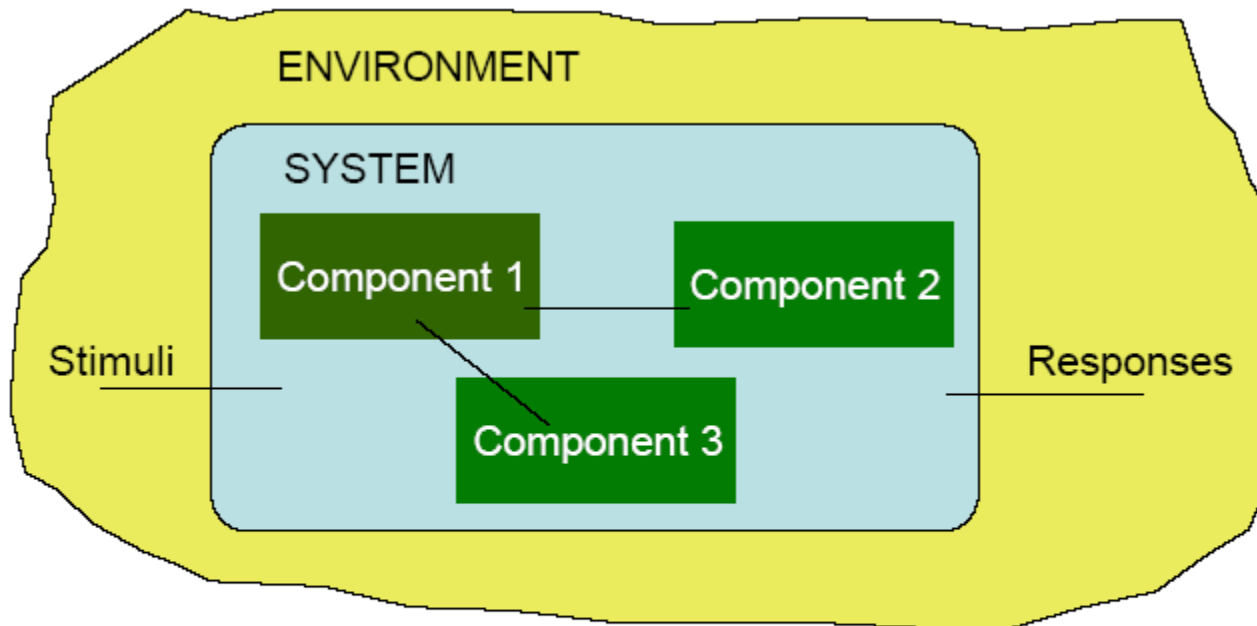 ENVIRONMENT
SYSTEM
Component 1
Component 2
Stimuli
Responses
Component 3